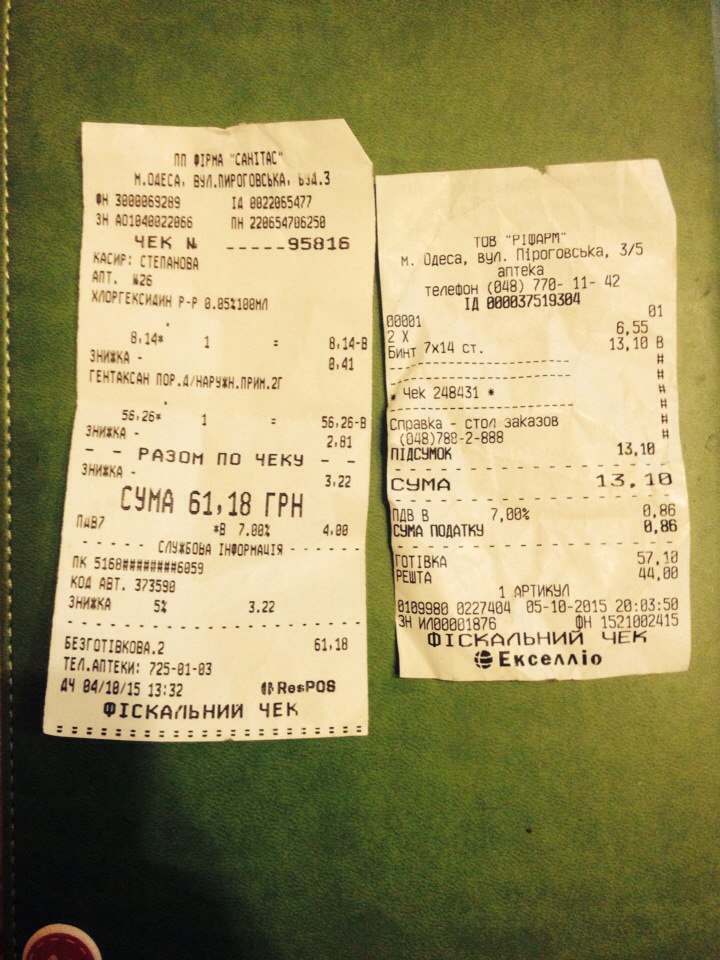 ПП ФІРМА "САНІТАС"
М.ОДЕСА, ВУЛ.ПИРОГОВСЬКА, БУД.3
ФН 3000069289 ІД 0022065477
ЗН АО1040022066 ПН 220654706250
ЧЕК № _____95816
КАСИР: СТЕПАНОВА
АПТ. №26
ХЛОРГЕКСИДИН Р-Р 0.05%100МЛ
8,14* 1 = 8,14-В
ЗНИЖКА - 0,41
ГЕНТАКСАН ПОР.Д/НАРУЖН.ПРИМ.2Г
56,26* 1 = 56,26-В
ЗНИЖКА - 2,81
- - РАЗОМ ПО ЧЕКУ - -
ЗНИЖКА - 3,22
СУМА 61,18 ГРН
ПДВ7 *В 7.00% 4,00
- - - - - - СЛУЖБОВА ІНФОРМАЦІЯ - - - - - -
ПК 5168########6059
КОД АВТ. 373590
ЗНИЖКА 5% 3.22
БЕЗГОТІВКОВА.2 61,18
ТЕЛ.АПТЕКИ: 725-01-03
ДЧ 04/10/15 13:32 ResPOS
ФІСКАЛЬНИЙ ЧЕК
ТОВ "РІФАРМ"
м. Одеса, вул. Піроговська, 3/5
аптека
телефон (048) 770- 11- 42
ІД 000037519304
00001 01
2 X 6,55
Бинт 7х14 ст. 13,10 В
#
* Чек 248431 * #
#
Справка - стол заказов #
(048)780-2-888 #
ПІДСУМОК 13,10
СУМА 13,10
ПДВ В 7,00% 0,86
СУМА ПОДАТКУ 0,86
ГОТІВКА 57,10
РЕШТА 44,00
1 АРТИКУЛ
0109980 0227404 05-10-2015 20:03:50
ЗН ИЛ00001876 ФН 1521002415
ФІСКАЛЬНИЙ ЧЕК
Екселліо